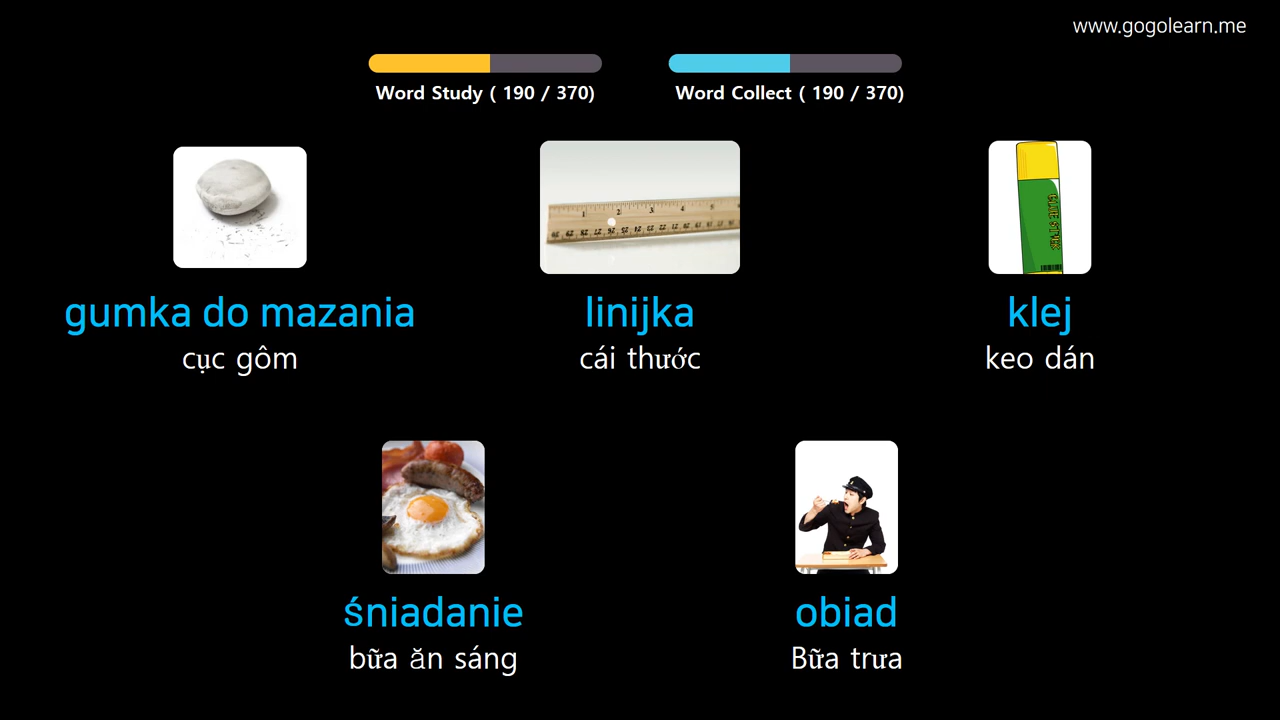 www.gogolearn.me
Word Study ( 190 / 370)
Word Collect ( 190 / 370)
gumka do mazania
cục gôm
linijka
cái thước
klej
keo dán
śniadanie
bữa ăn sáng
obiad
Bữa trưa